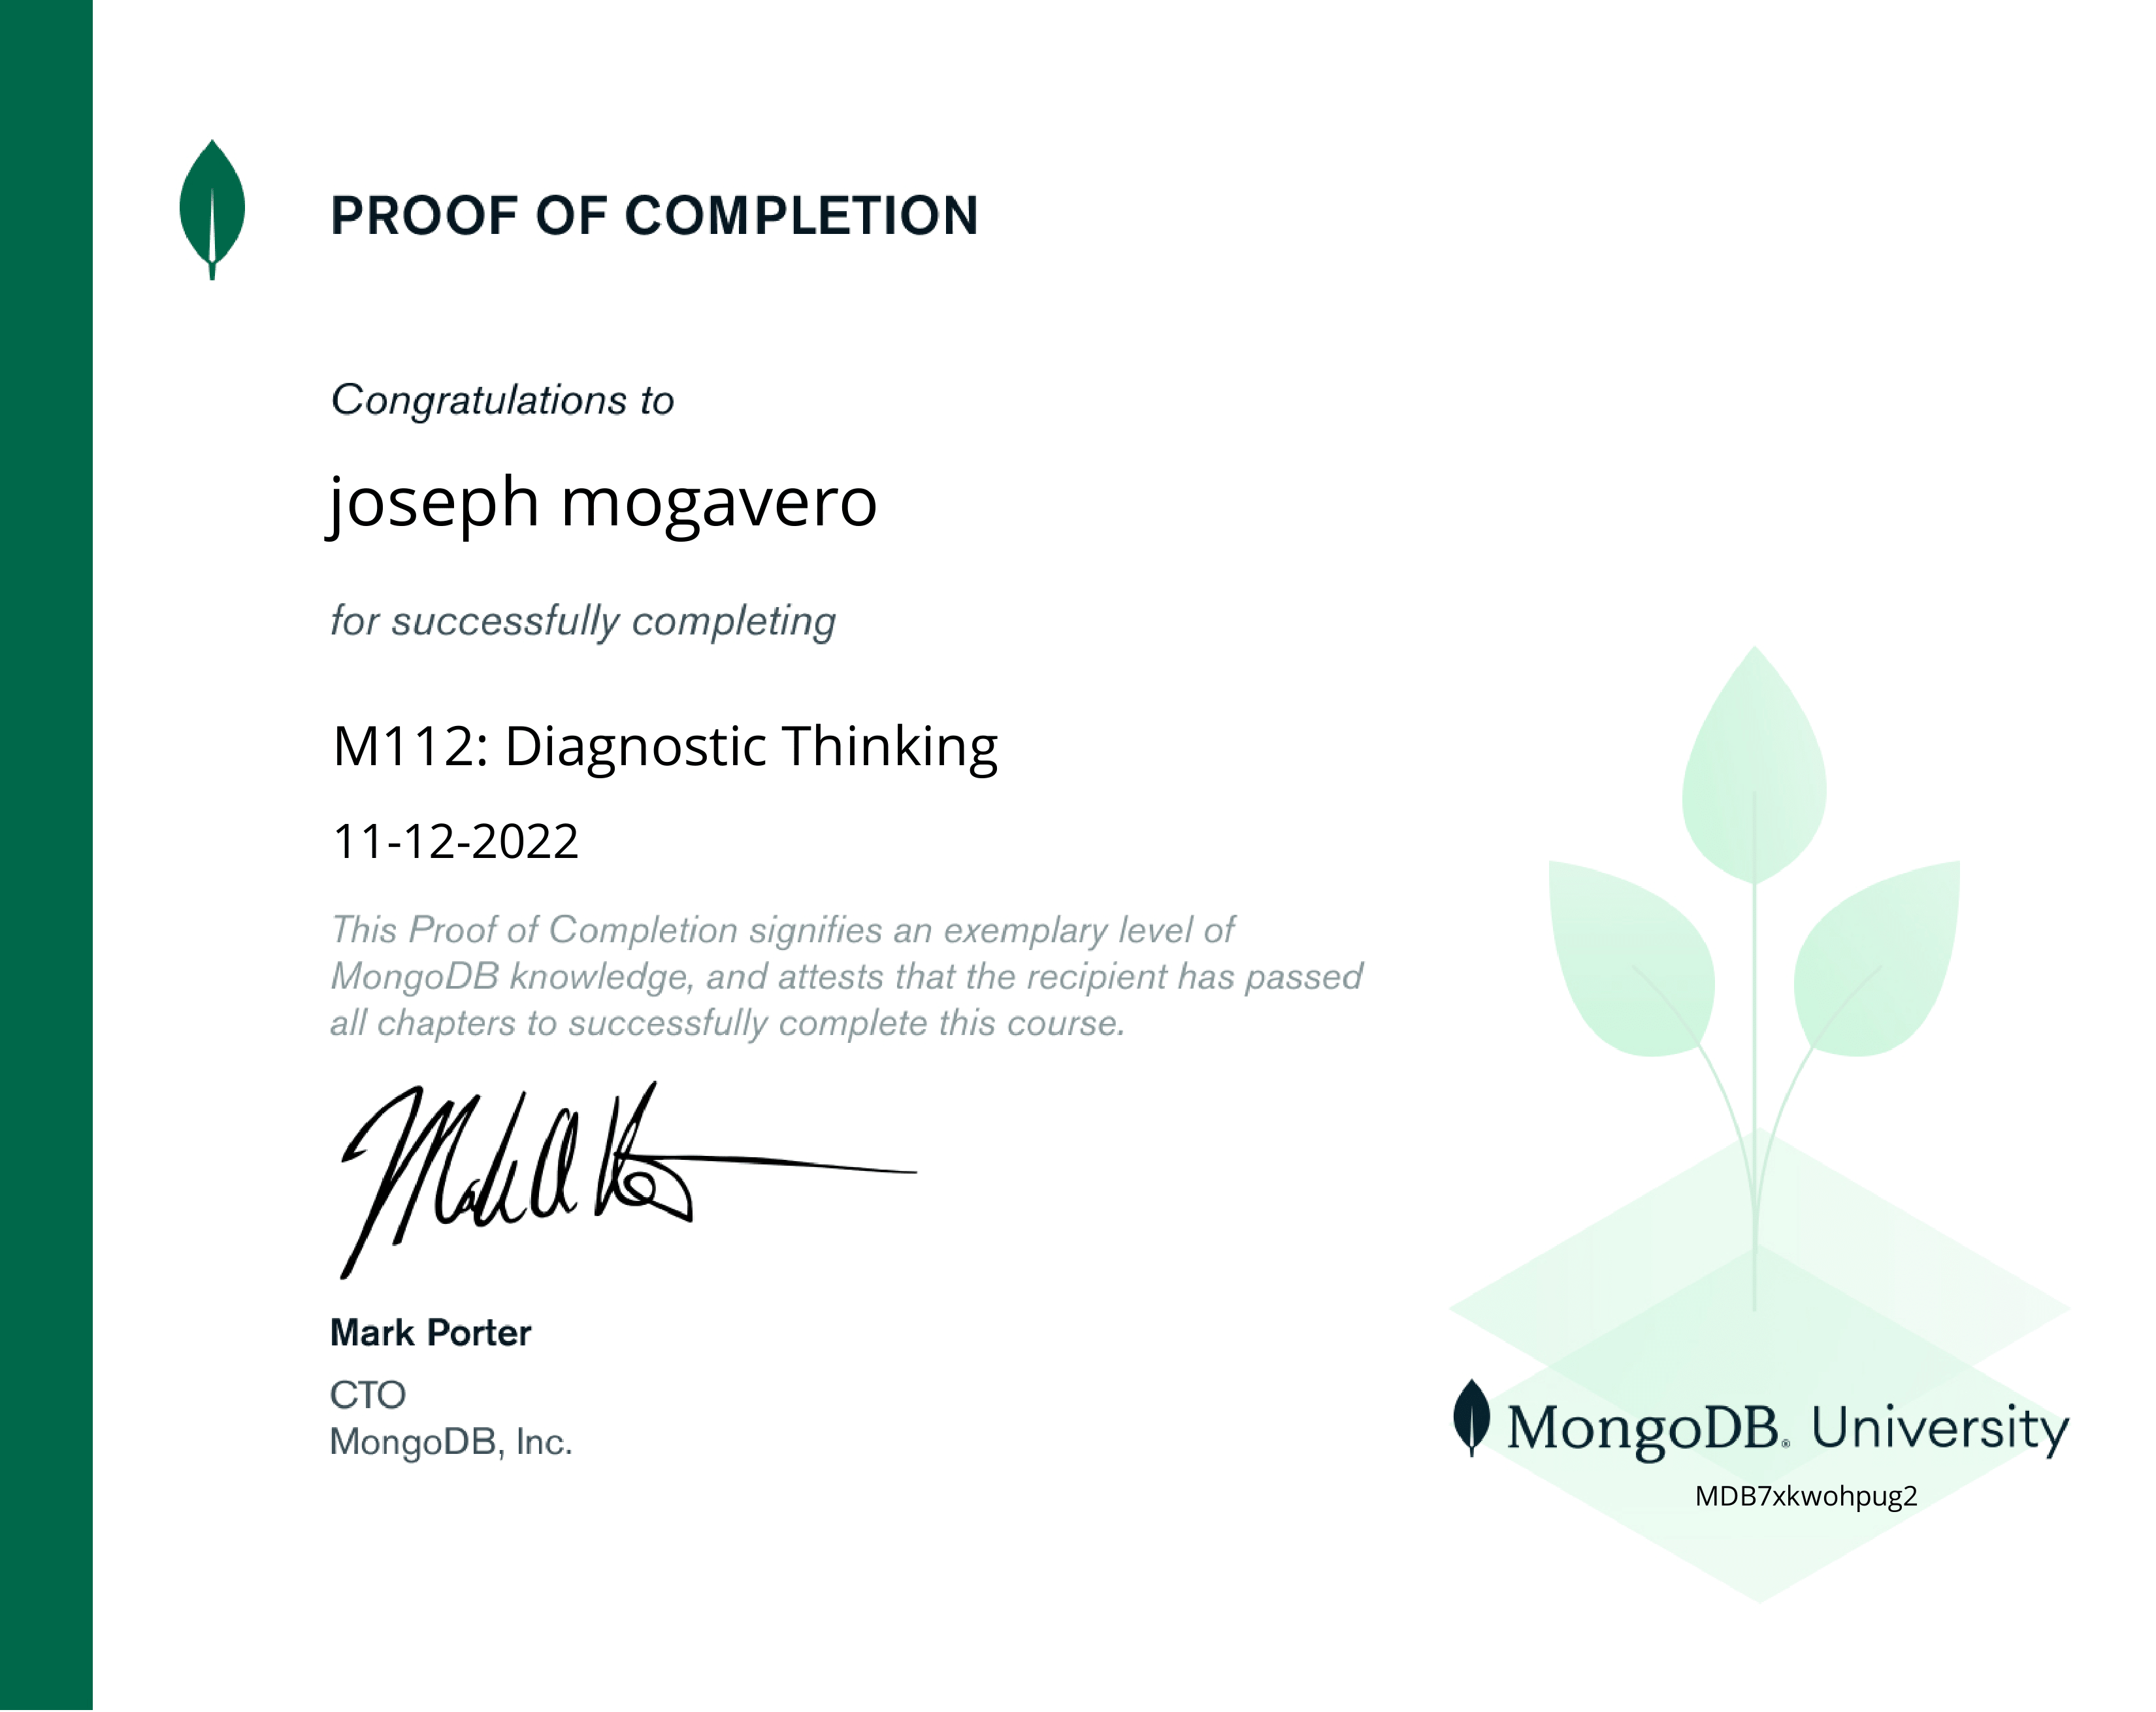 PROOF OF COMPLETION
Congratulations to
joseph mogavero
for successfully completing
M112: Diagnostic Thinking
11-12-2022
This Proof of Completion signifies an exemplary level of
MongoDB knowledge, and attests that the recipient has passed
all chapters to successfully complete this course.
Mark Porter
CTO
MongoDB, Inc.
MongoDB® University
MDB7xkwohpug2